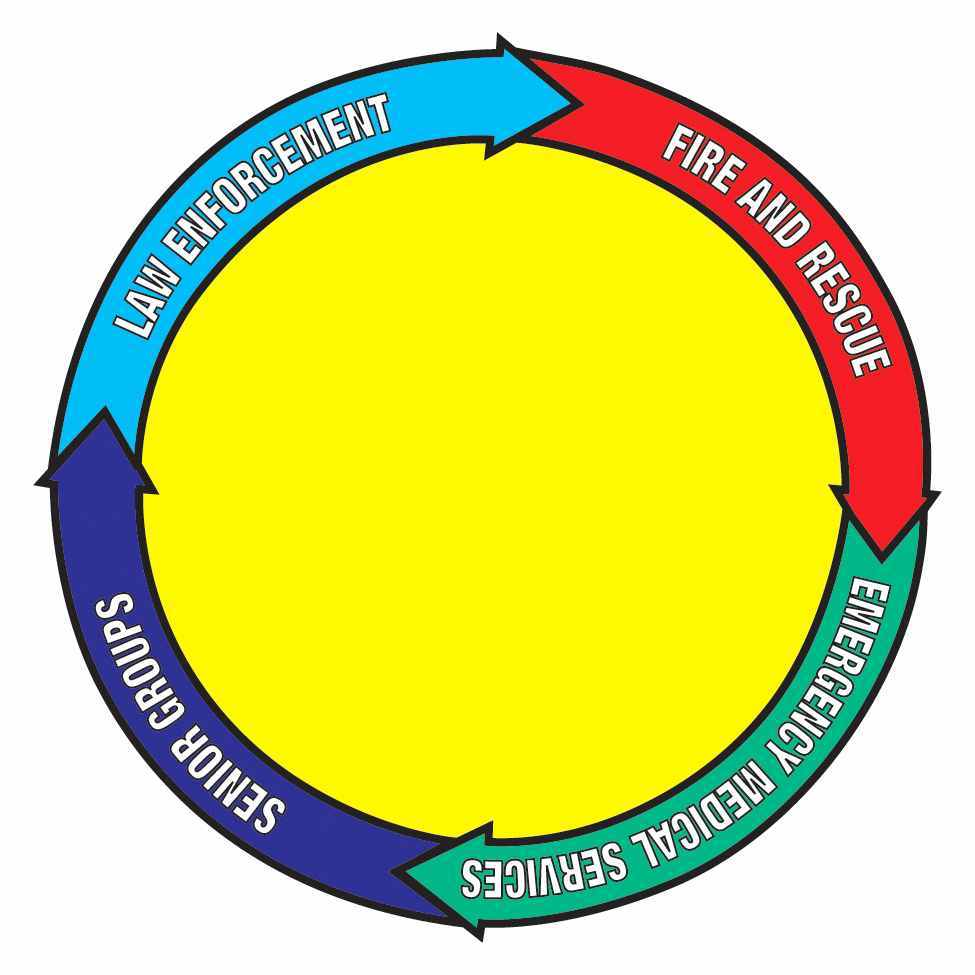 LAW ENFORCEMENT
FIRE AND RESCUE
EMERGENCY MEDICAL SERVICES
SENIOR GROUPS